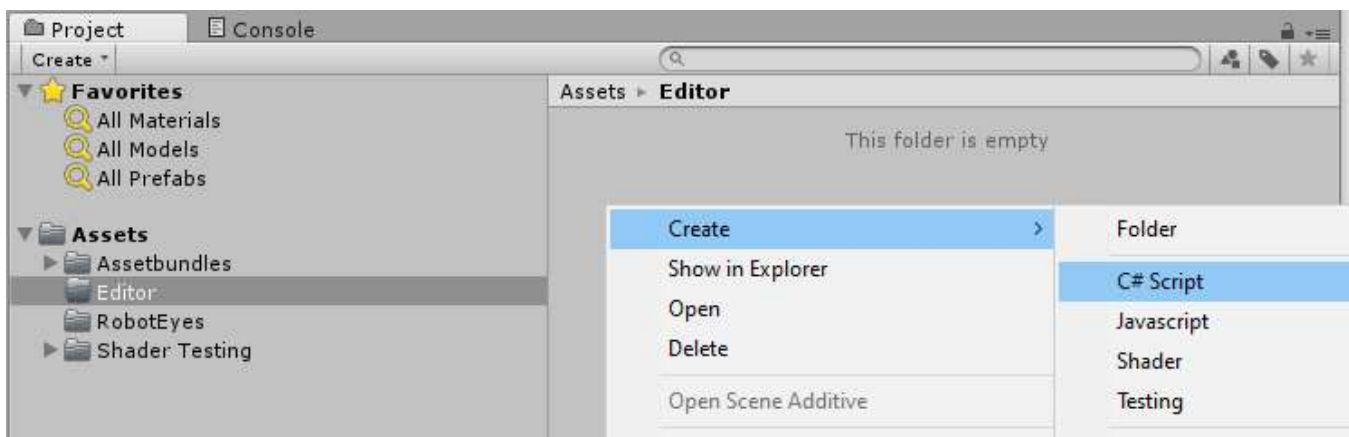 Project Console
Create
Favorites
All Materials
All Models
All Prefabs
Assets
Assetbundles
Editor
RobotEyes
Shader Testing
Assets Editor
This folder is empty
Create
Show in Explorer
Open
Delete
Open Scene Additive
Folder
C# Script
Javascript
Shader
Testing